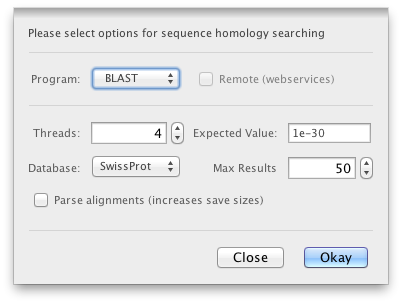 Please select options for sequence homology searching
Program: BLAST Remote (webservices)
Threads: 4 Expected Value: 1e-30
Database: SwissProt Max Results 50
Parse alignments (increases save sizes)
Close Okay